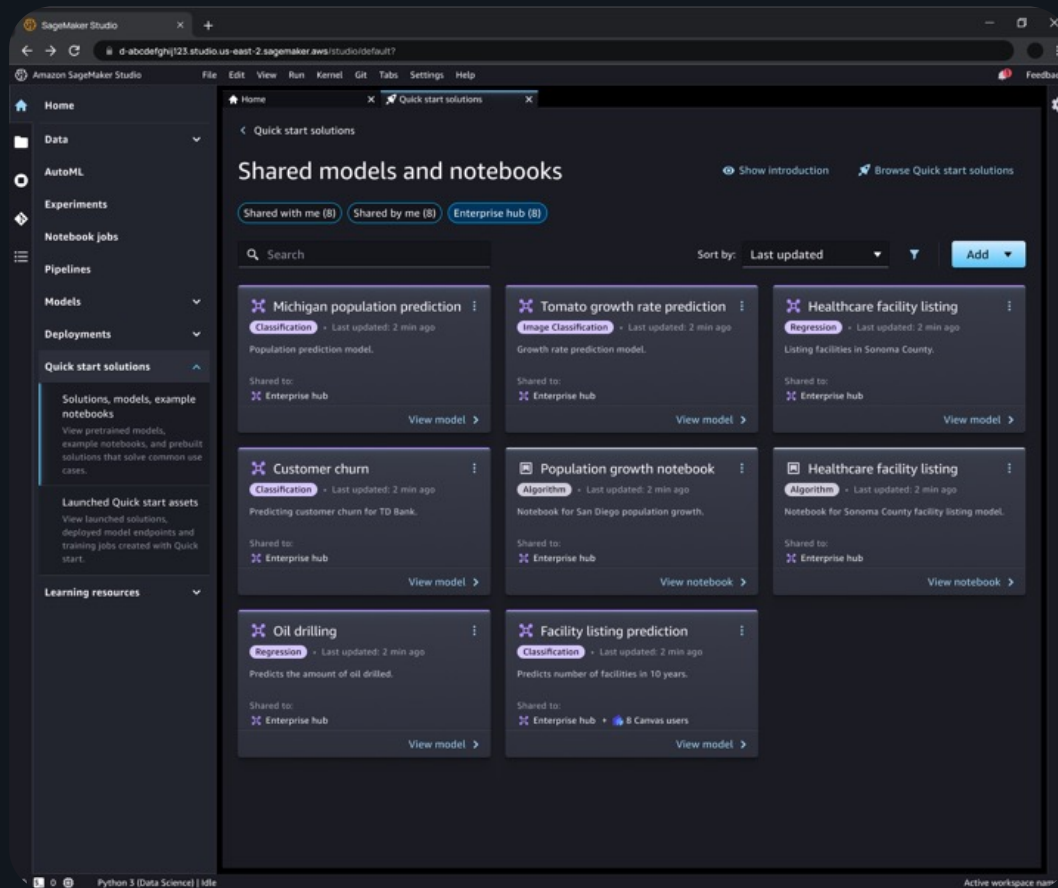 SageMaker Studio
d-abcdefghij123.studio.us-east-2.sagemaker.aws/studio/default?
Amazon SageMaker Studio File Edit View Run Kernel Git Tabs Settings Help Feedbac
Home
Data
AutoML
Experiments
Notebook jobs
Pipelines
Models
Deployments
Quick start solutions
Solutions, models, example
notebooks
View pretrained models,
example notebooks, and prebuilt
solutions that solve common use
cases.
Launched Quick start assets
View launched solutions,
deployed model endpoints and
training jobs created with Quick
start.
Learning resources
Home Quick start solutions
Quick start solutions
Shared models and notebooks
Show introduction Browse Quick start solutions
Shared with me (8) Shared by me (8) Enterprise hub (8)
Search Sort by: Last updated Add
Michigan population prediction
Classification • Last updated: 2 min ago
Population prediction model.
Shared to:
Enterprise hub
View model
Tomato growth rate prediction
Image Classification • Last updated: 2 min ago
Growth rate prediction model.
Shared to:
Enterprise hub
View model
Healthcare facility listing
Regression • Last updated: 2 min ago
Listing facilities in Sonoma County.
Shared to:
Enterprise hub
View model
Customer churn
Classification • Last updated: 2 min ago
Predicting customer churn for TD Bank.
Shared to:
Enterprise hub
View model
Population growth notebook
Algorithm • Last updated: 2 min ago
Notebook for San Diego population growth.
Shared to:
Enterprise hub
View notebook
Healthcare facility listing
Algorithm • Last updated: 2 min ago
Notebook for Sonoma County facility listing model.
Shared to:
Enterprise hub
View notebook
Oil drilling
Regression • Last updated: 2 min ago
Predicts the amount of oil drilled.
Shared to:
Enterprise hub
View model
Facility listing prediction
Classification • Last updated: 2 min ago
Predicts number of facilities in 10 years.
Shared to:
Enterprise hub • 8 Canvas users
View model
0 Python 3 (Data Science) | Idle Active workspace nam